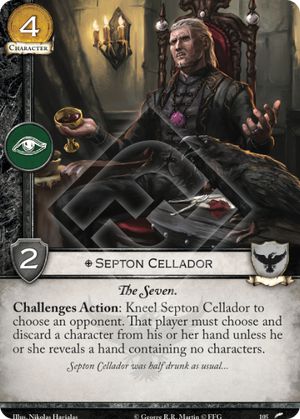 4
CHARACTER
2
SEPTON CELLADOR
The Seven.
Challenges Action: Kneel Septon Cellador to
choose an opponent. That player must choose and
discard a character from his or her hand unless he
or she reveals a hand containing no characters.
Septon Cellador was half drunk as usual...
Illus. Nikolas Hagialas
© George R.R. Martin © FFG
105